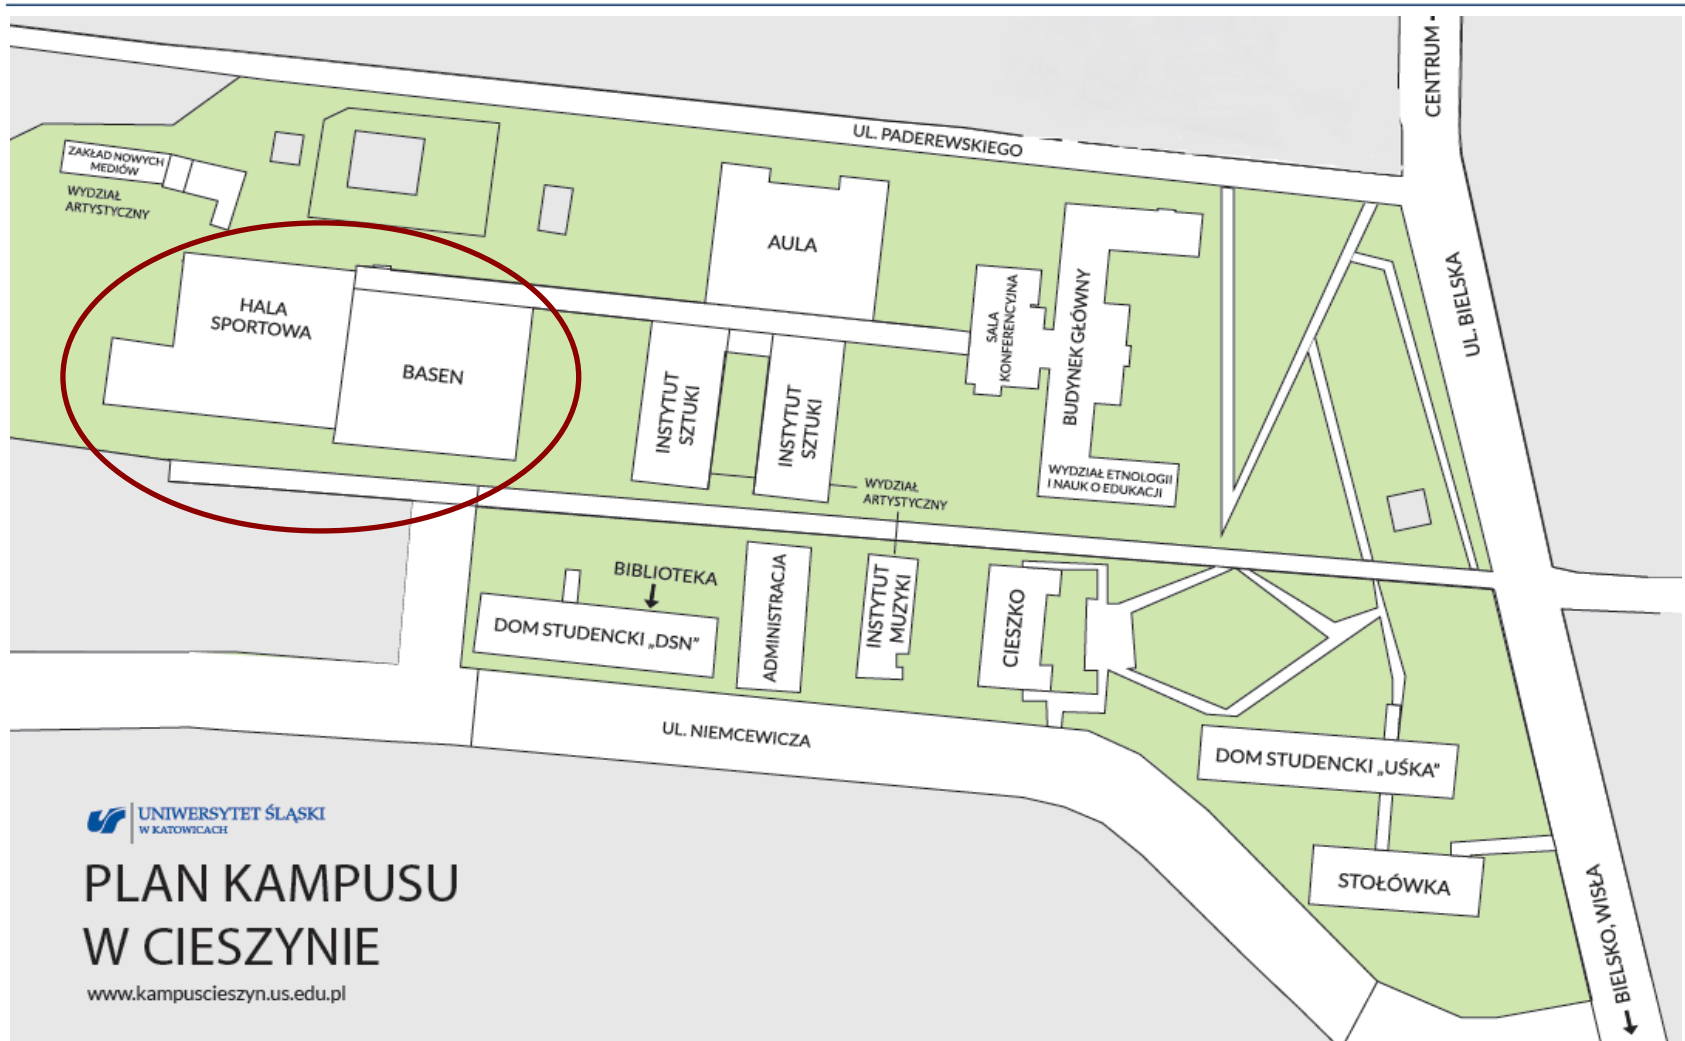 CENTRUM
UL. PADEREWSKIEGO
ZAKŁAD NOWYCH
MEDIÓW
WYDZIAŁ
ARTYSTYCZNY
AULA
HALA
SPORTOWA
BASEN
INSTYTUT
SZTUKI
INSTYTUT
SZTUKI
SALA
KONFERENCYJNA
BUDYNEK GŁÓWNY
UL. BIELSKA
WYDZIAŁ ETNOLOGII
I NAUK O EDUKACJI
WYDZIAŁ
ARTYSTYCZNY
BIBLIOTEKA
DOM STUDENCKI „DSN”
ADMINISTRACJA
INSTYTUT
MUZYKI
CIESZKO
UL. NIEMCEWICZA
DOM STUDENCKI „UŚKA”
STOŁÓWKA
BIELSKO, WISŁA
UNIWERSYTET ŚLĄSKI
W KATOWICACH
PLAN KAMPUSU
W CIESZYNIE
www.kampuscieszyn.us.edu.pl